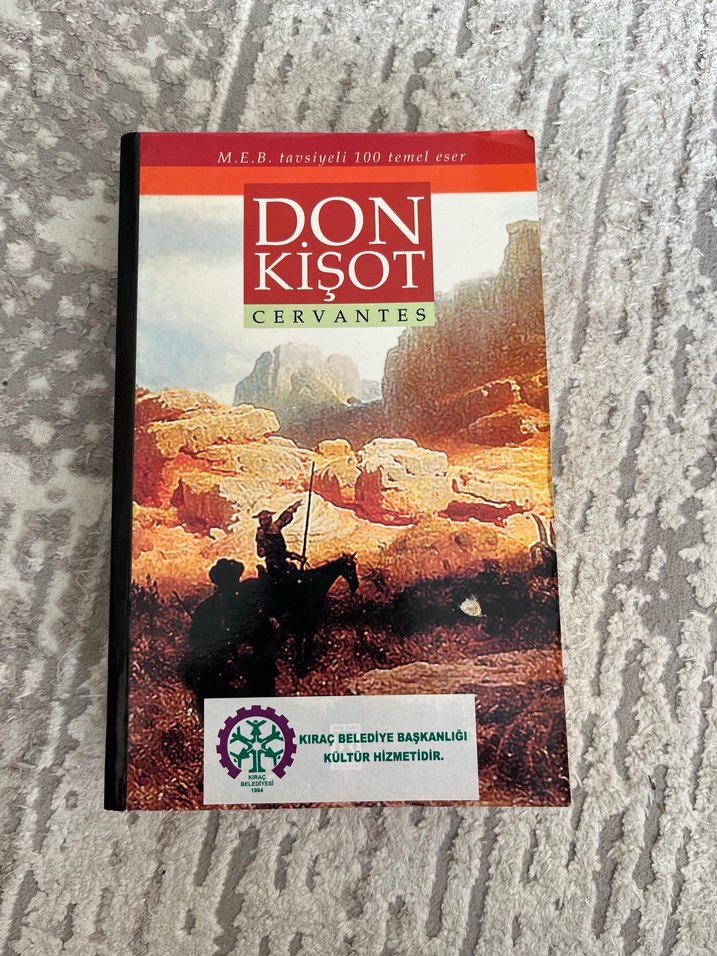 M.E.B. tavsiyeli 100 temel eser
DON
KİŞOT
CERVANTES
KIRAÇ BELEDİYE BAŞKANLIĞI
KÜLTÜR HİZMETİDİR.
KIRAÇ
BELEDİYESİ
1994